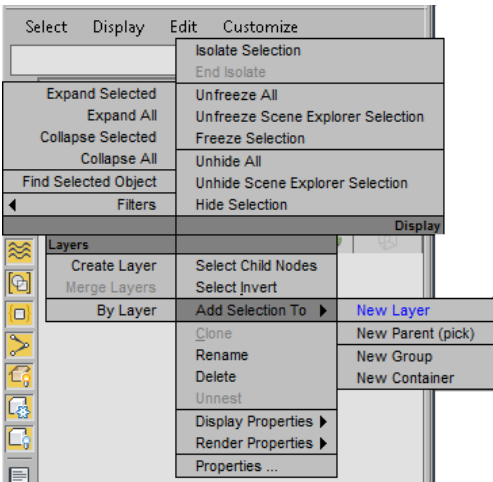 Select Display Edit Customize
Isolate Selection
End Isolate
Expand Selected
Expand All
Collapse Selected
Collapse All
Find Selected Object
Filters
Unfreeze All
Unfreeze Scene Explorer Selection
Freeze Selection
Unhide All
Unhide Scene Explorer Selection
Hide Selection
Display
Layers
Create Layer
Merge Layers
By Layer
Select Child Nodes
Select Invert
Add Selection To
Clone
Rename
Delete
Unnest
Display Properties
Render Properties
Properties ...
New Layer
New Parent (pick)
New Group
New Container